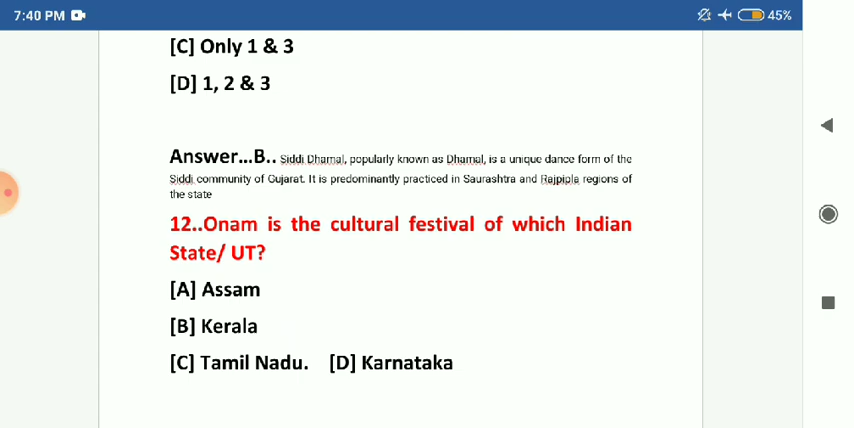 7:40 PM
45%
[C] Only 1 & 3
[D] 1, 2 & 3
Answer...B.. Siddi Dhamal, popularly known as Dhamal, is a unique dance form of the
Siddi community of Gujarat. It is predominantly practiced in Saurashtra and Rajpipla regions of
the state
12..Onam is the cultural festival of which Indian
State/ UT?
[A] Assam
[B] Kerala
[C] Tamil Nadu. [D] Karnataka